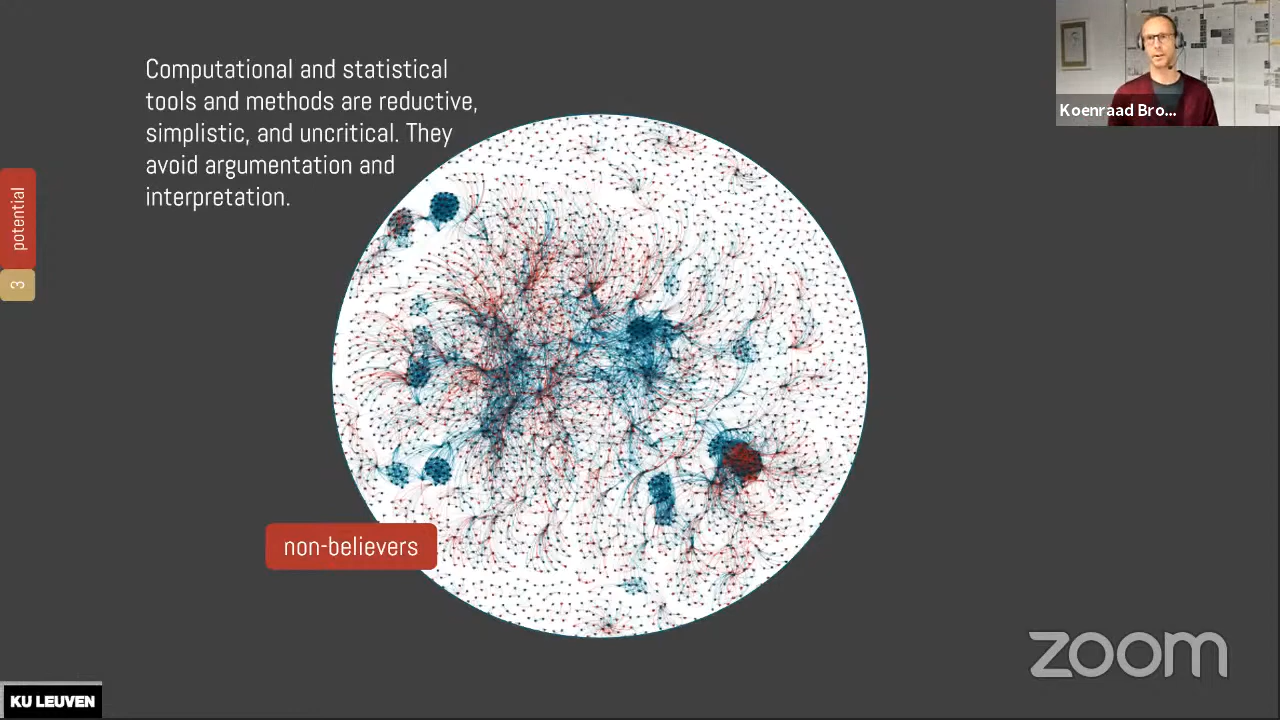 Computational and statistical
tools and methods are reductive,
simplistic, and uncritical. They
avoid argumentation and
interpretation.
Koenraad Bro...
potential
3
non-believers
zoom
KU LEUVEN